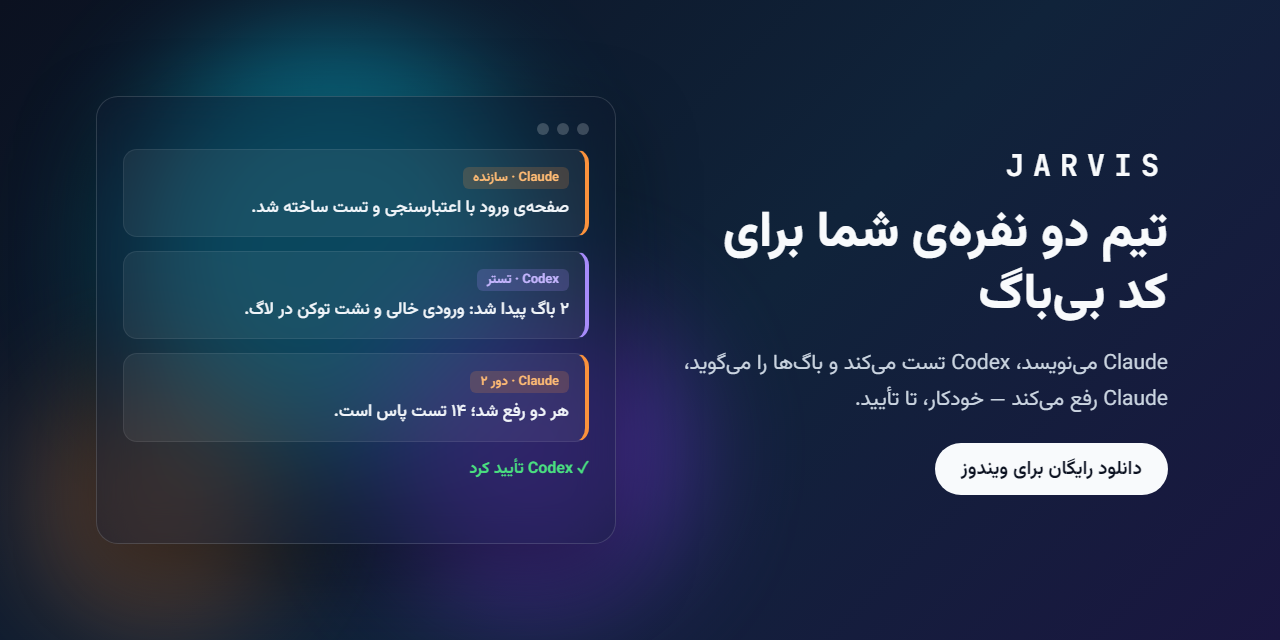 JARVIS
تیم دو نفره‌ی شما برای
کد بی‌باگ
Claude می‌نویسد، Codex تست می‌کند و باگ‌ها را می‌گوید،
Claude رفع می‌کند — خودکار، تا تأیید.
دانلود رایگان برای ویندوز
Claude · سازنده
صفحه‌ی ورود با اعتبارسنجی و تست ساخته شد.
Codex · تستر
۲ باگ پیدا شد: ورودی خالی و نشت توکن در لاگ.
Claude · دور ۲
هر دو رفع شد؛ ۱۴ تست پاس است.
✓ Codex تأیید کرد